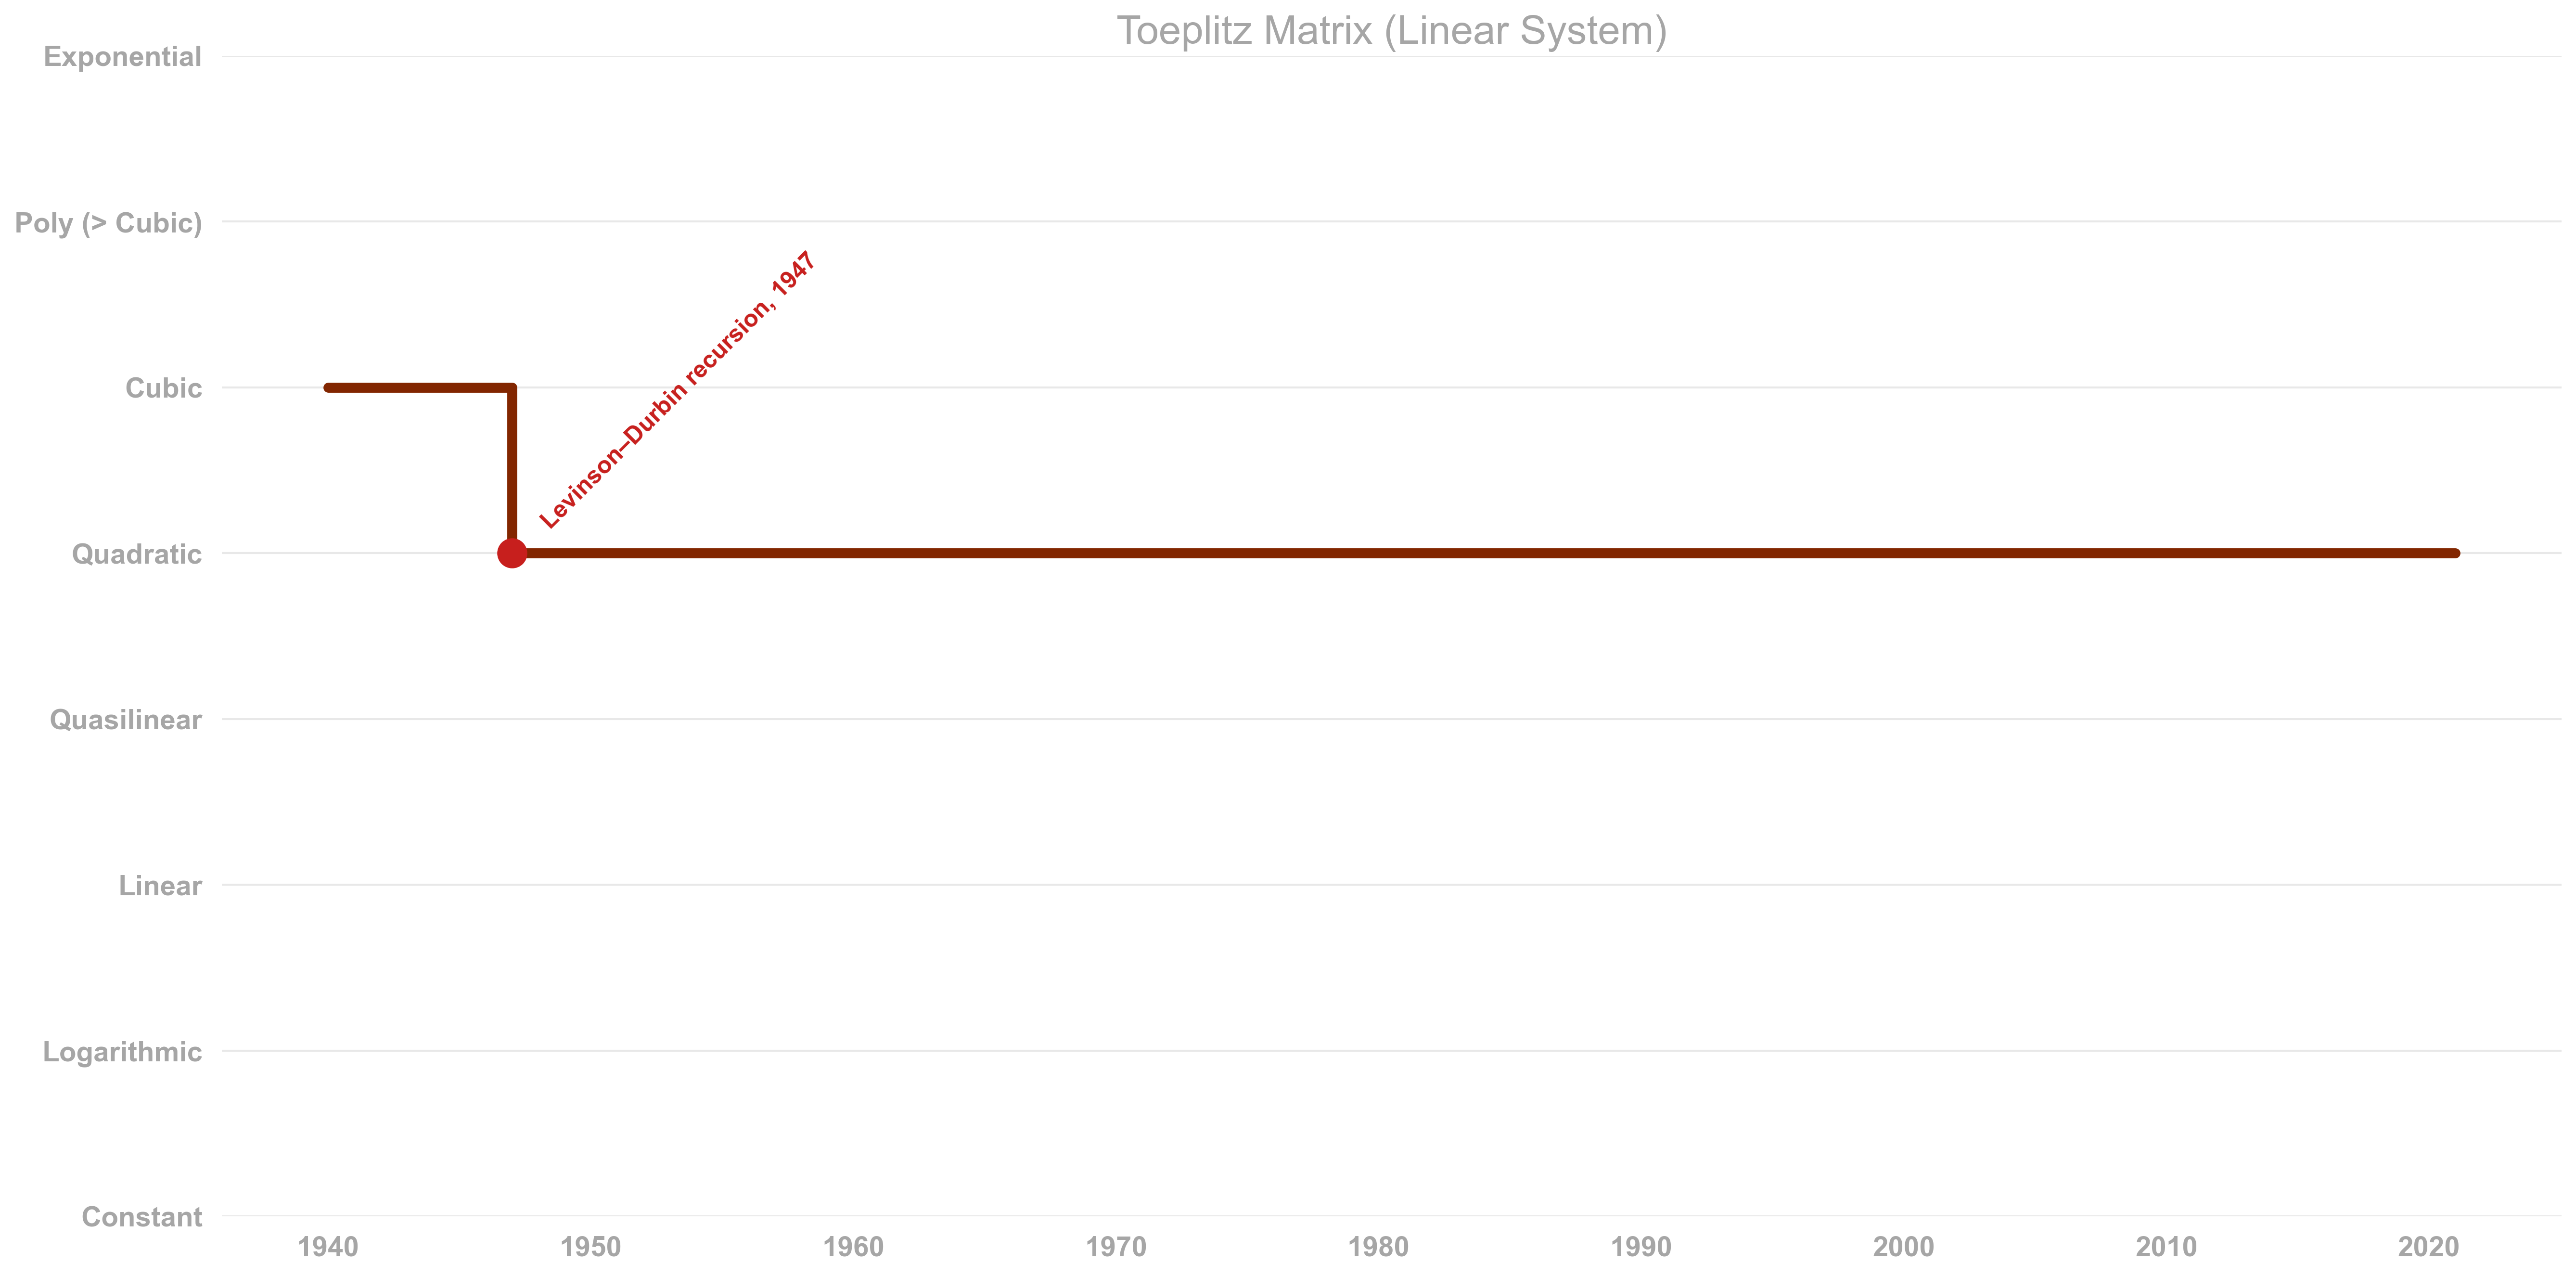 Toeplitz Matrix (Linear System)
Exponential
Poly (> Cubic)
Cubic
Quadratic
Quasilinear
Linear
Logarithmic
Constant
Levinson–Durbin recursion, 1947
1940 1950 1960 1970 1980 1990 2000 2010 2020